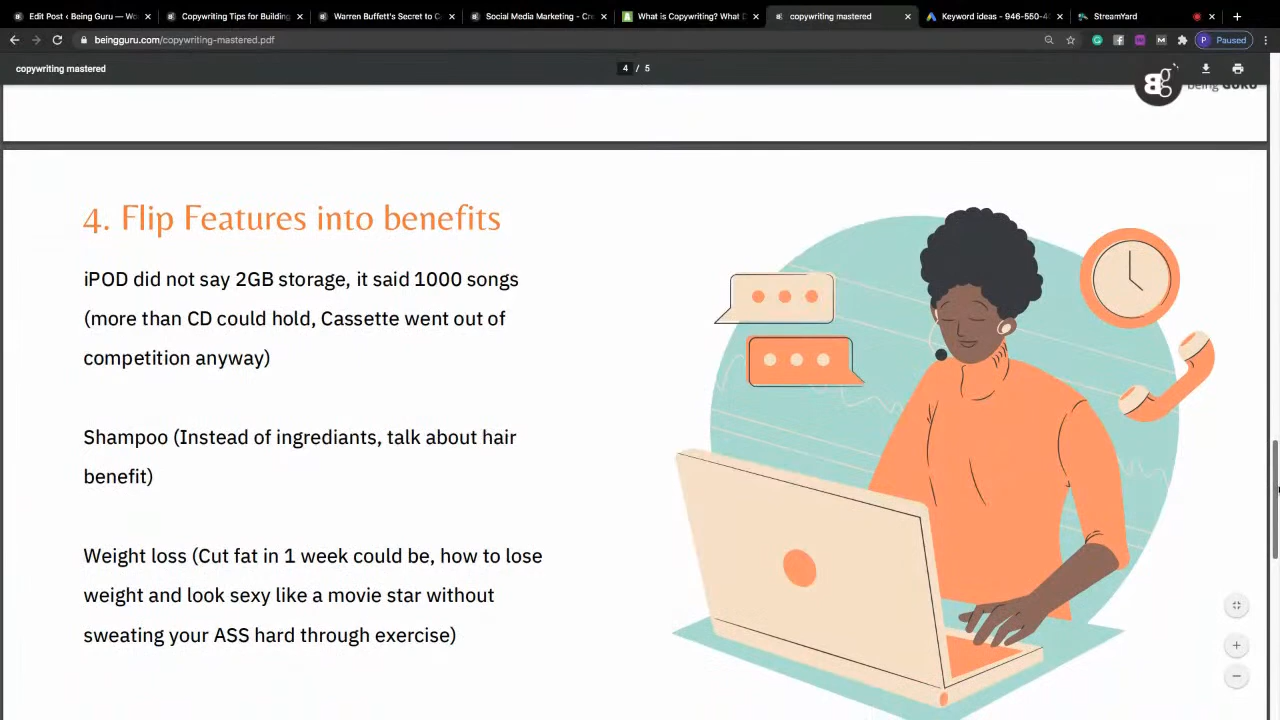 Edit Post ‹ Being Guru — Wo
Copywriting Tips for Building
Warren Buffett's Secret to C
Social Media Marketing - Cre
What is Copywriting? What D
copywriting mastered
Keyword ideas - 946-550-4
StreamYard
beingguru.com/copywriting-mastered.pdf
Paused
copywriting mastered
4 / 5
being GURU
4. Flip Features into benefits
iPOD did not say 2GB storage, it said 1000 songs
(more than CD could hold, Cassette went out of
competition anyway)
Shampoo (Instead of ingrediants, talk about hair
benefit)
Weight loss (Cut fat in 1 week could be, how to lose
weight and look sexy like a movie star without
sweating your ASS hard through exercise)